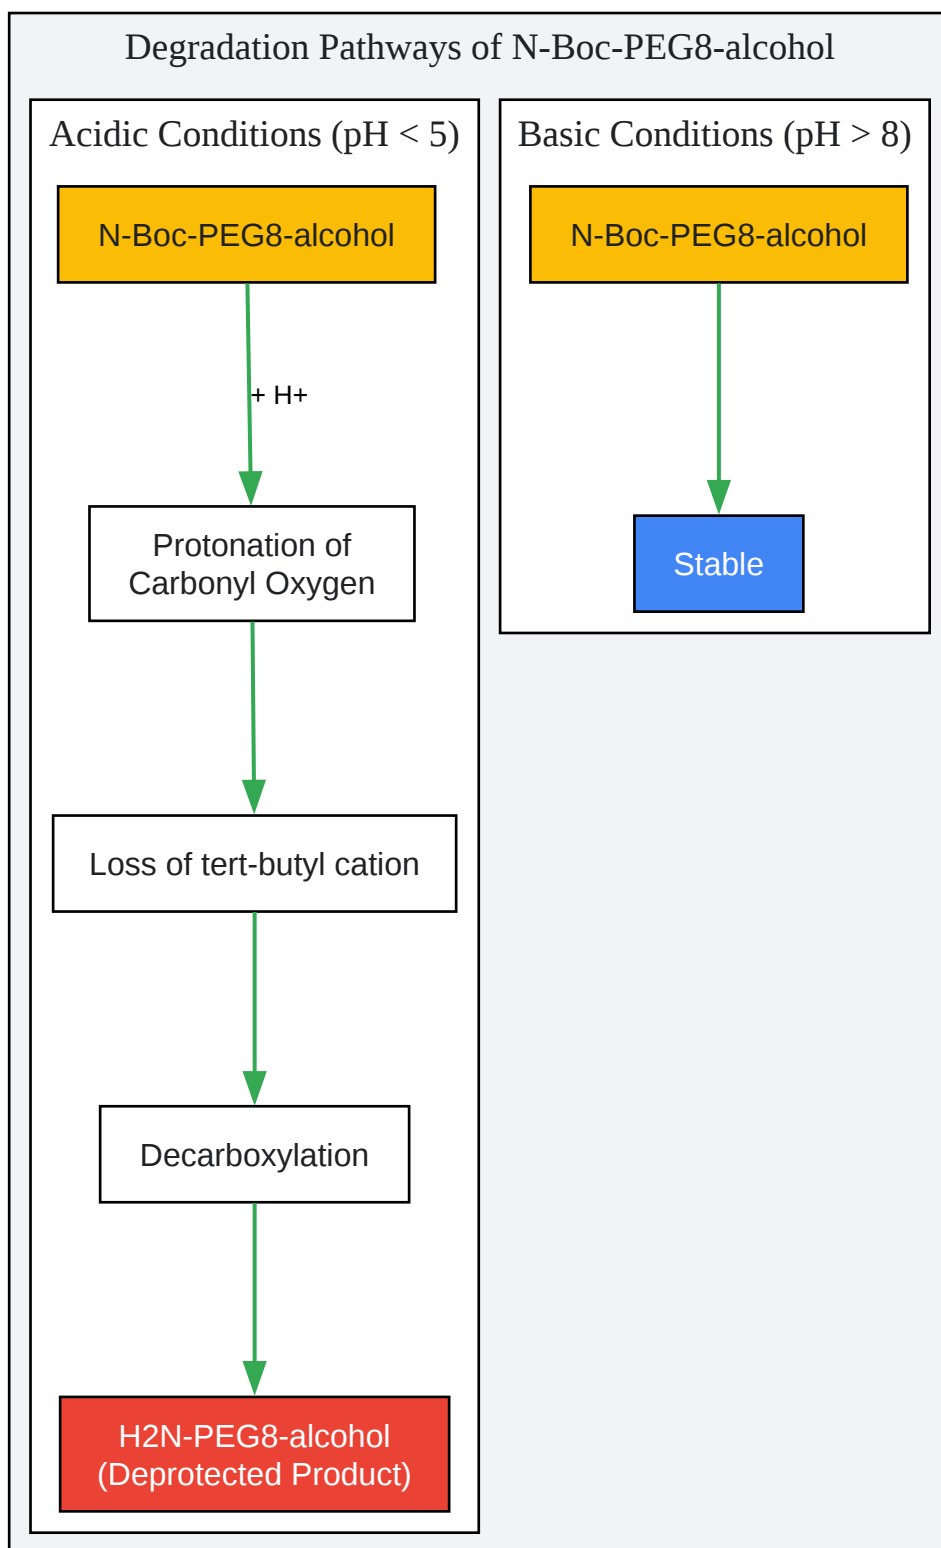 Degradation Pathways of N-Boc-PEG8-alcohol
Acidic Conditions (pH < 5)
N-Boc-PEG8-alcohol
+ H+
Protonation of
Carbonyl Oxygen
Loss of tert-butyl cation
Decarboxylation
H2N-PEG8-alcohol
(Deprotected Product)
Basic Conditions (pH > 8)
N-Boc-PEG8-alcohol
Stable